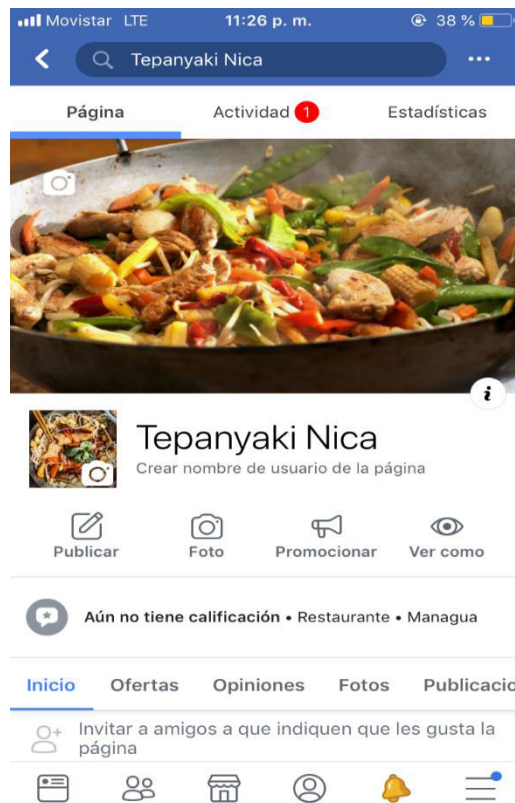 Movistar LTE 11:26 p. m. 38 %
Tepanyaki Nica
Página Actividad 1 Estadísticas
Tepanyaki Nica
Crear nombre de usuario de la página
Publicar Foto Promocionar Ver como
Aún no tiene calificación • Restaurante • Managua
Inicio Ofertas Opiniones Fotos Publicacio
Invitar a amigos a que indiquen que les gusta la
página